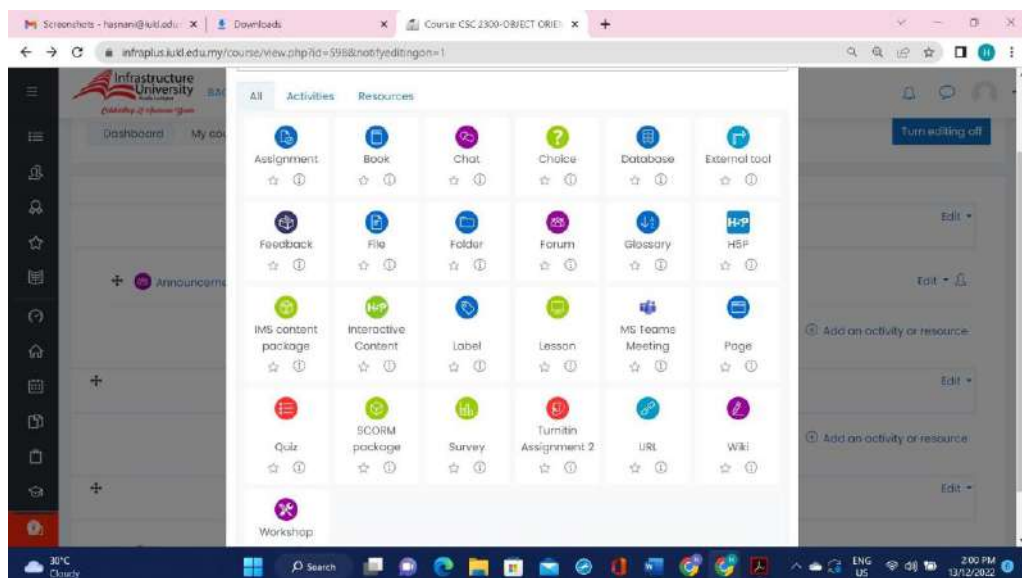 Screenshots - hasnani@iukl.edu
Downloads
Course: CSC 2300-OBJECT ORIE
infraplus.iukl.edu.my/course/view.php?id=598&notifyeditingon=1
Infrastructure
University
Kuala Lumpur
All Activities Resources
Dashboard My cou
Turn editing off
Assignment Book Chat Choice Database External tool
Edit
Feedback File Folder Forum Glossary H5P
Announceme
Edit
IMS content package Interactive Content Label Lesson MS Teams Meeting Page
Add an activity or resource
Edit
Quiz SCORM package Survey Turnitin Assignment 2 URL Wiki
Add an activity or resource
Edit
Workshop
30°C
Cloudy
Search
ENG
US
2:00 PM
13/12/2022